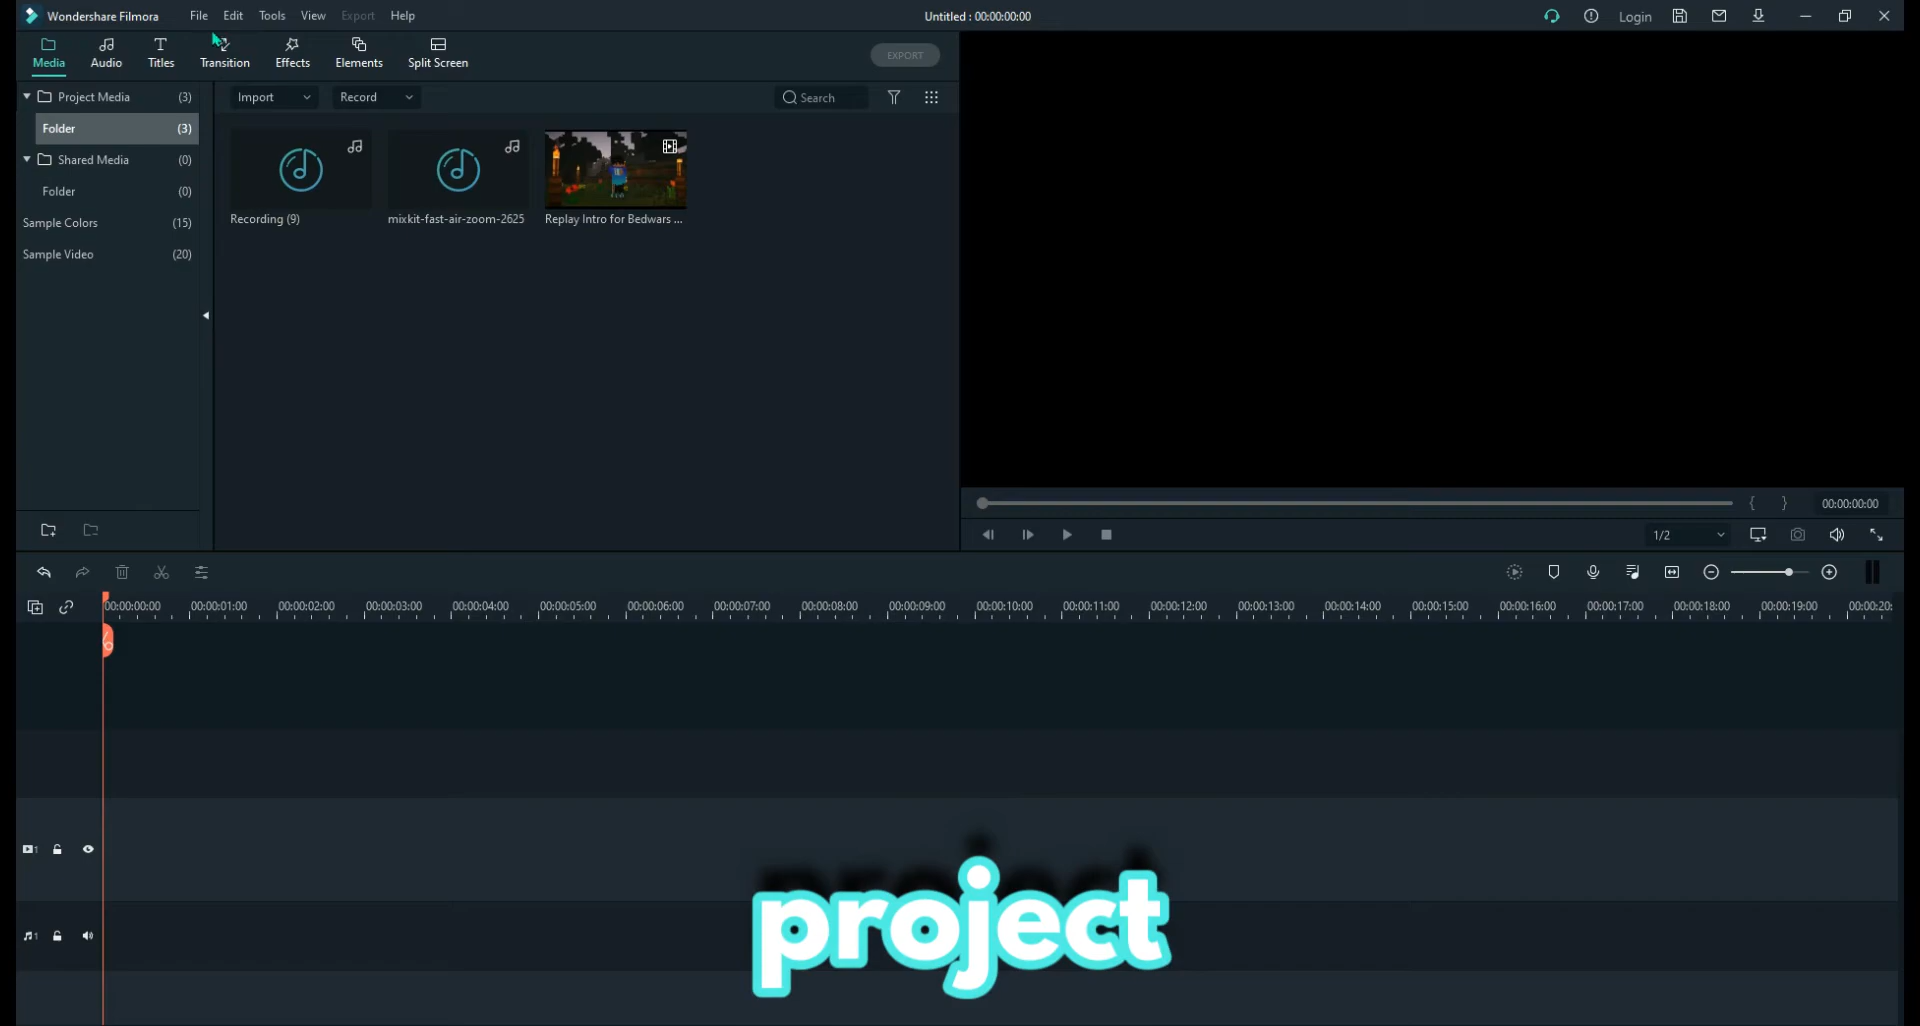 Wondershare Filmora File Edit Tools View Export Help Untitled : 00:00:00:00 Login
Media Audio Titles Transition Effects Elements Split Screen EXPORT
Project Media (3) Import Record Search
Folder (3)
Shared Media (0)
Folder (0)
Sample Colors (15)
Sample Video (20)
Recording (9) mixkit-fast-air-zoom-2625 Replay Intro for Bedwars ...
{ } 00:00:00:00
1/2
00:00:00:00 00:00:01:00 00:00:02:00 00:00:03:00 00:00:04:00 00:00:05:00 00:00:06:00 00:00:07:00 00:00:08:00 00:00:09:00 00:00:10:00 00:00:11:00 00:00:12:00 00:00:13:00 00:00:14:00 00:00:15:00 00:00:16:00 00:00:17:00 00:00:18:00 00:00:19:00 00:00:20:
1
1
project